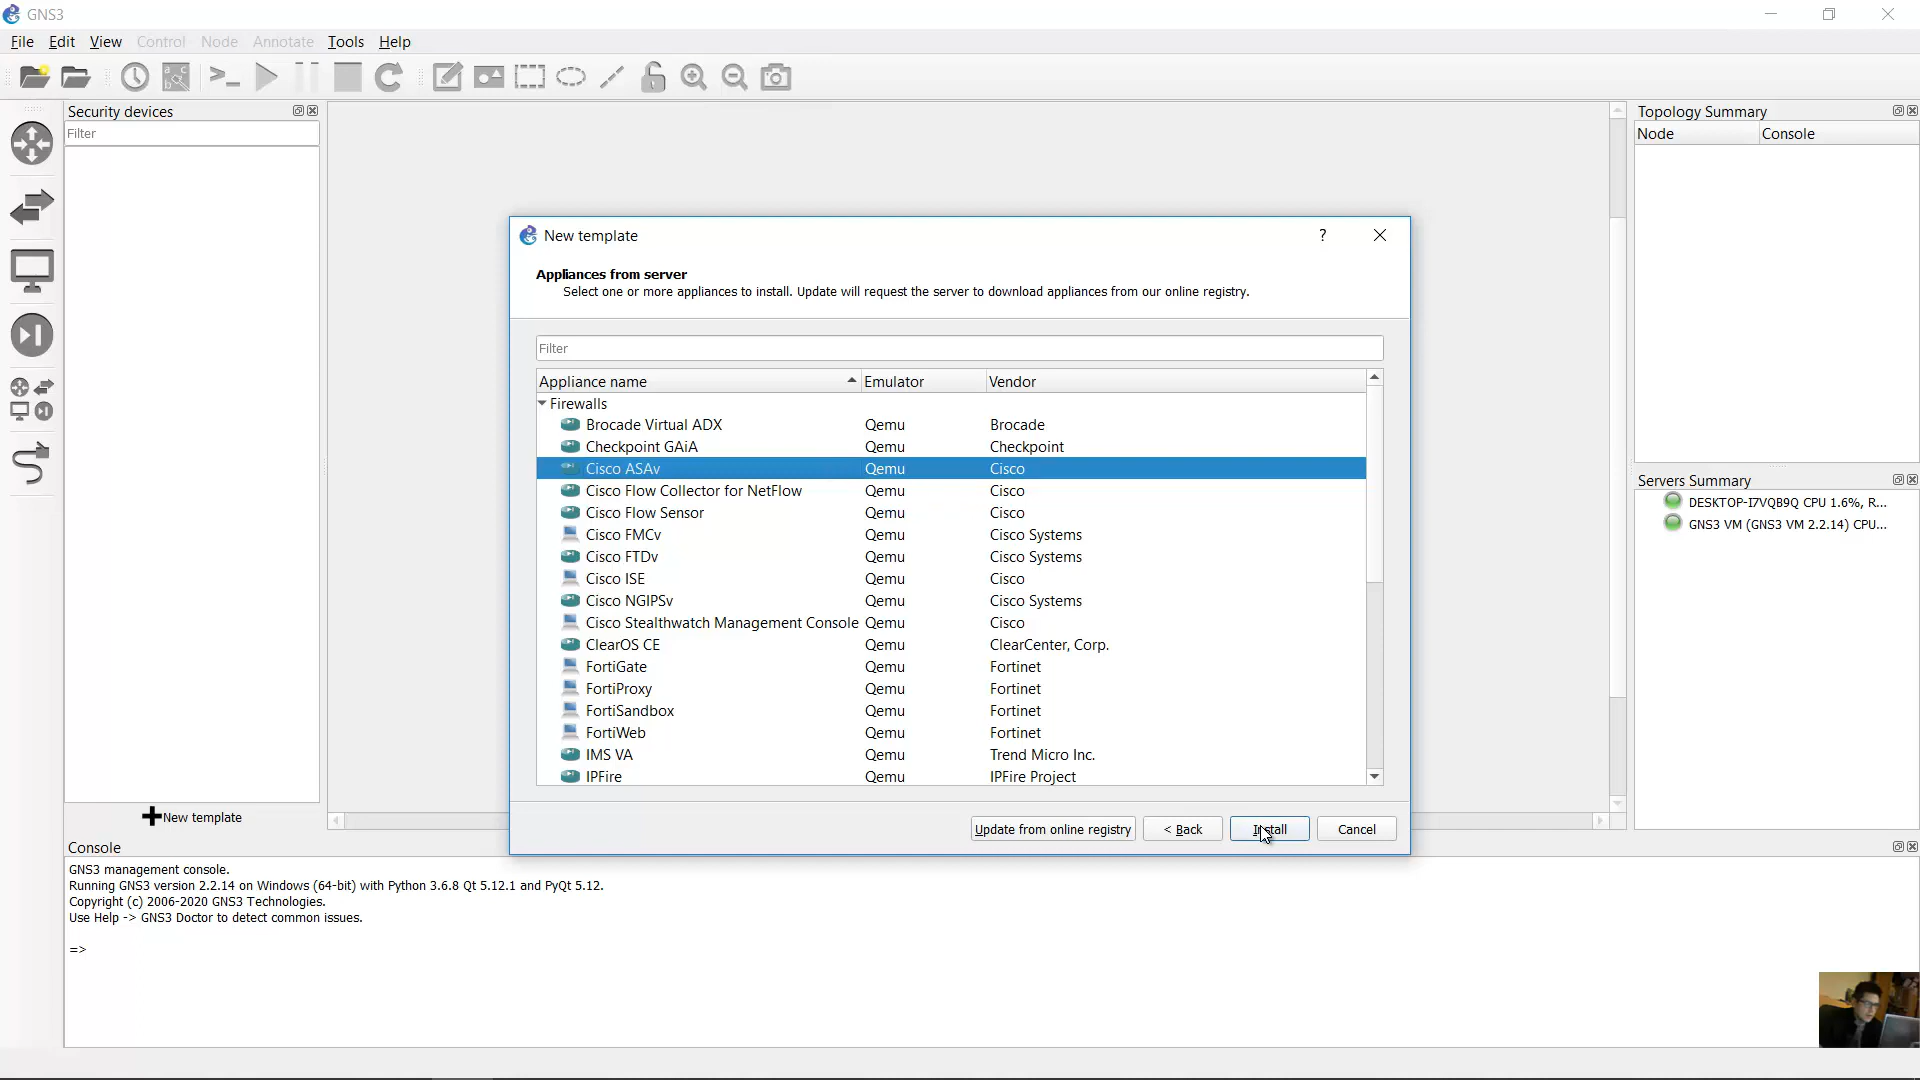 GNS3
File Edit View Control Node Annotate Tools Help
Security devices
Filter
New template
Topology Summary
Node Console
Servers Summary
DESKTOP-I7VQB9Q CPU 1.6%, R...
GNS3 VM (GNS3 VM 2.2.14) CPU...
New template
?
Appliances from server
Select one or more appliances to install. Update will request the server to download appliances from our online registry.
Filter
Appliance name Emulator Vendor
Firewalls
Brocade Virtual ADX Qemu Brocade
Checkpoint GAiA Qemu Checkpoint
Cisco ASAv Qemu Cisco
Cisco Flow Collector for NetFlow Qemu Cisco
Cisco Flow Sensor Qemu Cisco
Cisco FMCv Qemu Cisco Systems
Cisco FTDv Qemu Cisco Systems
Cisco ISE Qemu Cisco
Cisco NGIPSv Qemu Cisco Systems
Cisco Stealthwatch Management Console Qemu Cisco
ClearOS CE Qemu ClearCenter, Corp.
FortiGate Qemu Fortinet
FortiProxy Qemu Fortinet
FortiSandbox Qemu Fortinet
FortiWeb Qemu Fortinet
IMS VA Qemu Trend Micro Inc.
IPFire Qemu IPFire Project
Update from online registry < Back Install Cancel
Console
GNS3 management console.
Running GNS3 version 2.2.14 on Windows (64-bit) with Python 3.6.8 Qt 5.12.1 and PyQt 5.12.
Copyright (c) 2006-2020 GNS3 Technologies.
Use Help -> GNS3 Doctor to detect common issues.
=>